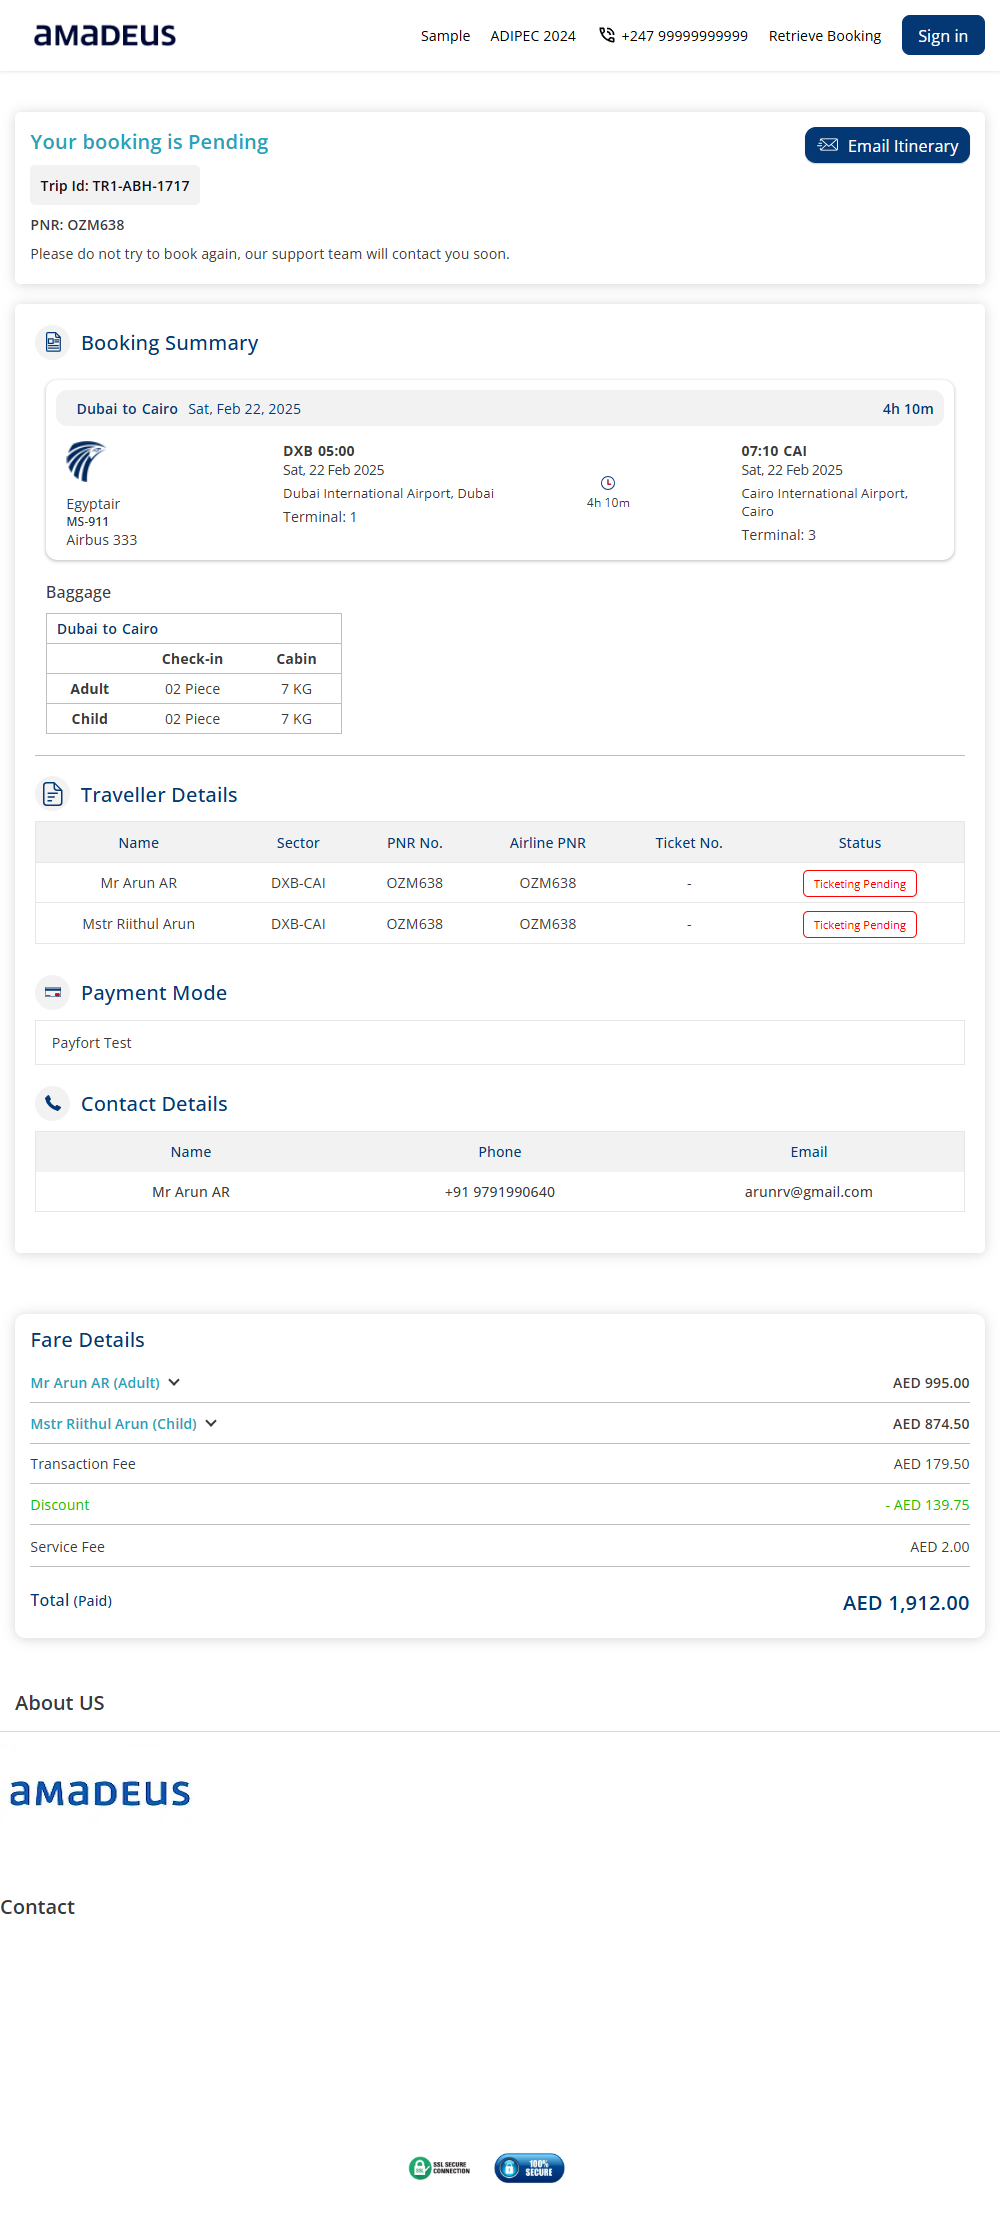 amadeus
Sample ADIPEC 2024 +247 99999999999 Retrieve Booking Sign in
Your booking is Pending
Email Itinerary
Trip Id: TR1-ABH-1717
PNR: OZM638
Please do not try to book again, our support team will contact you soon.
Booking Summary
Dubai to Cairo Sat, Feb 22, 2025 4h 10m
Egyptair
MS-911
Airbus 333
DXB 05:00
Sat, 22 Feb 2025
Dubai International Airport, Dubai
Terminal: 1
4h 10m
07:10 CAI
Sat, 22 Feb 2025
Cairo International Airport,
Cairo
Terminal: 3
Baggage
Dubai to Cairo
Check-in Cabin
Adult 02 Piece 7 KG
Child 02 Piece 7 KG
Traveller Details
Name Sector PNR No. Airline PNR Ticket No. Status
Mr Arun AR DXB-CAI OZM638 OZM638 - Ticketing Pending
Mstr Riithul Arun DXB-CAI OZM638 OZM638 - Ticketing Pending
Payment Mode
Payfort Test
Contact Details
Name Phone Email
Mr Arun AR +91 9791990640 arunrv@gmail.com
Fare Details
Mr Arun AR (Adult) AED 995.00
Mstr Riithul Arun (Child) AED 874.50
Transaction Fee AED 179.50
Discount - AED 139.75
Service Fee AED 2.00
Total (Paid) AED 1,912.00
About US
amadeus
Contact
SSL
SSL SECURE
CONNECTION
100%
SECURE